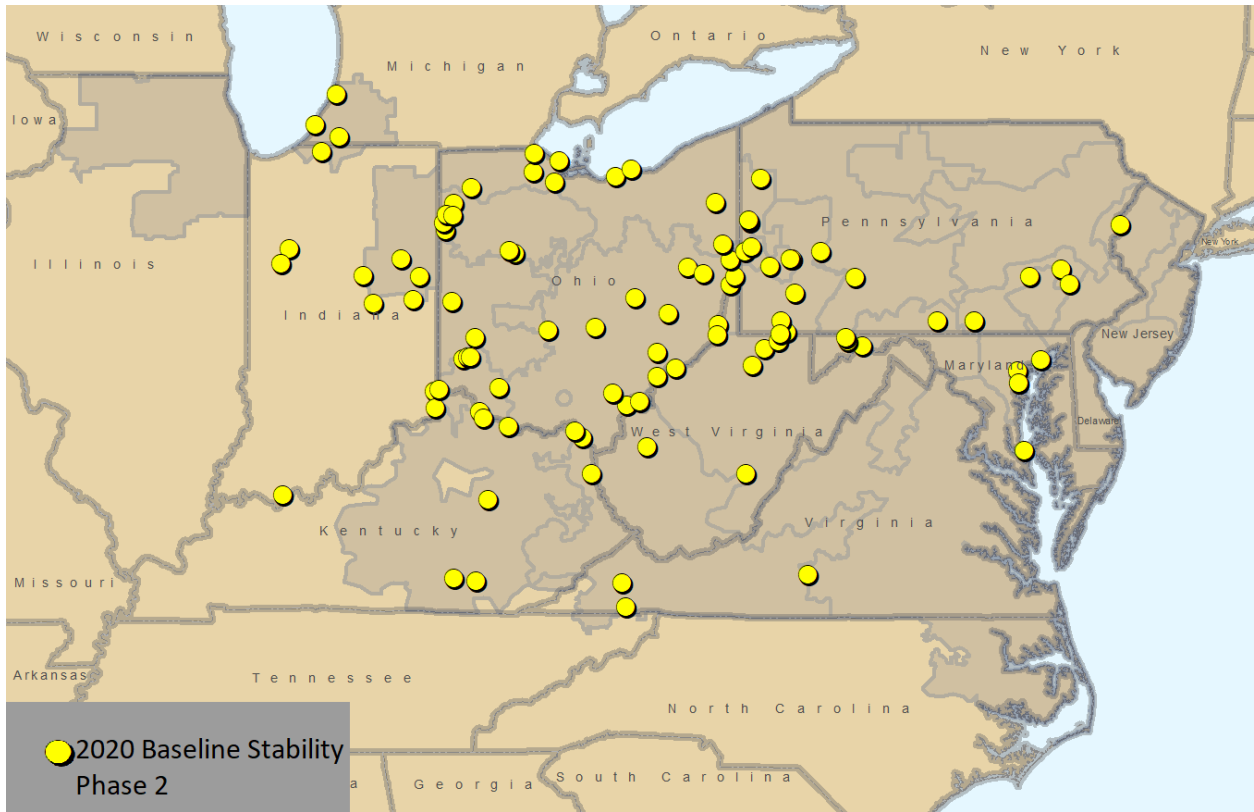 Wisconsin
Michigan
Ontario
New York
Iowa
Pennsylvania
New York
Illinois
Ohio
Indiana
New Jersey
Maryland
Delaware
West Virginia
Kentucky
Virginia
Missouri
Arkansas
Tennessee
North Carolina
2020 Baseline Stability
Phase 2
a
Georgia
South Carolina